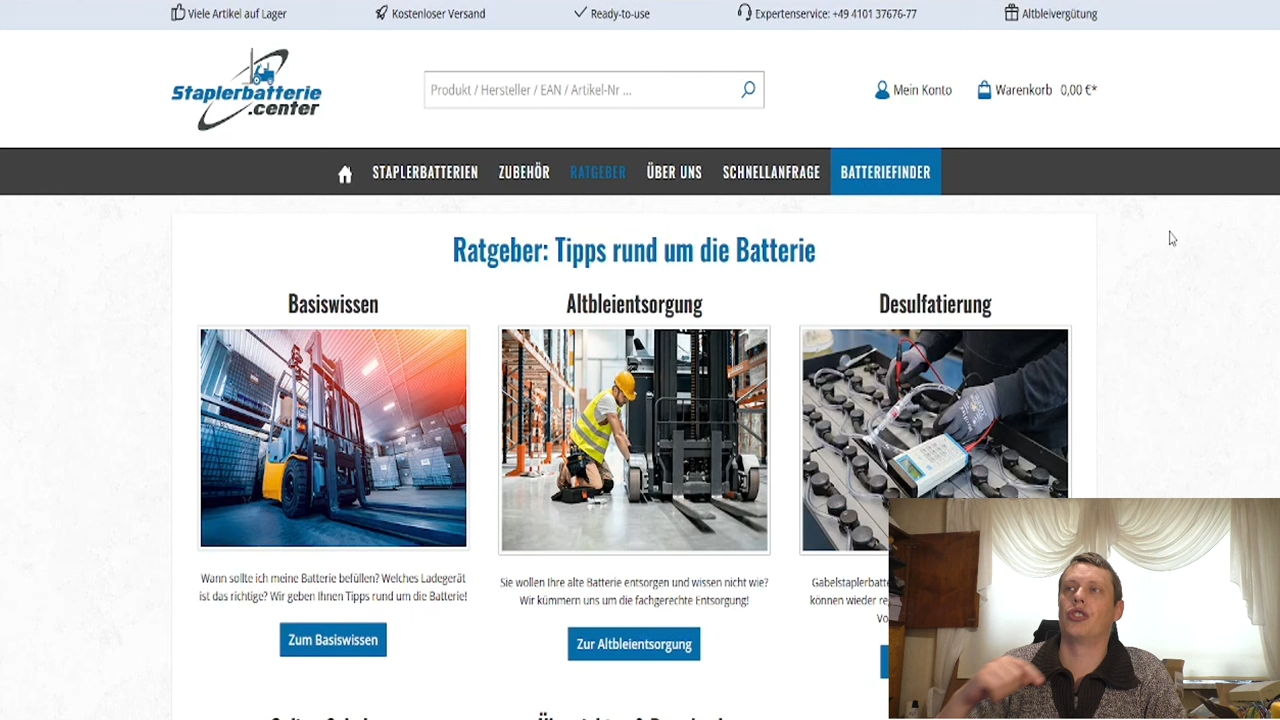 Viele Artikel auf Lager
Kostenloser Versand
Ready-to-use
Expertenservice: +49 4101 37676-77
Altbleivergütung
Staplerbatterie
.center
Produkt / Hersteller / EAN / Artikel-Nr ...
Mein Konto
Warenkorb 0,00 €*
STAPLERBATTERIEN
ZUBEHÖR
RATGEBER
ÜBER UNS
SCHNELLANFRAGE
BATTERIEFINDER
Ratgeber: Tipps rund um die Batterie
Basiswissen
Wann sollte ich meine Batterie befüllen? Welches Ladegerät
ist das richtige? Wir geben Ihnen Tipps rund um die Batterie!
Zum Basiswissen
Altbleientsorgung
Sie wollen Ihre alte Batterie entsorgen und wissen nicht wie?
Wir kümmern uns um die fachgerechte Entsorgung!
Zur Altbleientsorgung
Desulfatierung
können wieder